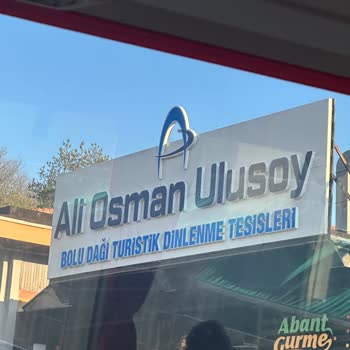 Ali Osman Ulusoy
BOLU DAĞI TURİSTİK DİNLENME TESİSLERİ
Abant
Gurme